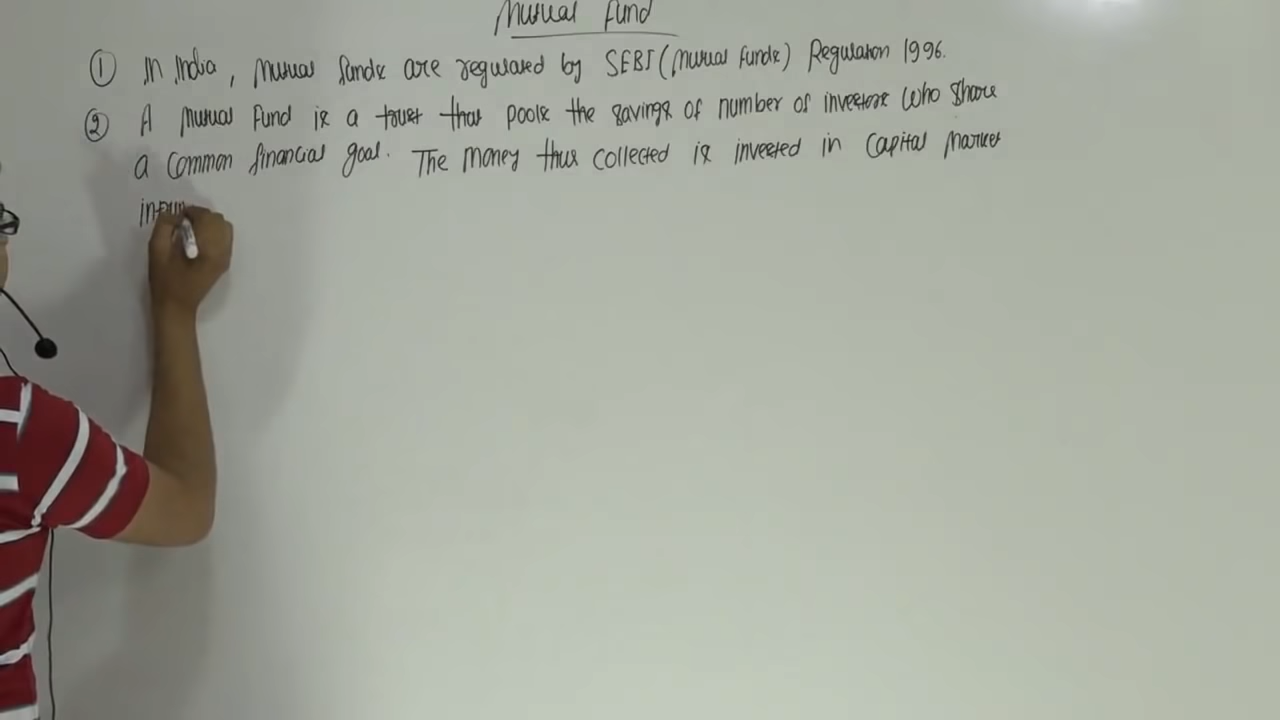 Mutual Fund
① In India, Mutual Funds are regulated by SEBI (Mutual Funds) Regulation 1996.
② A Mutual Fund is a trust that pools the savings of number of investors who share
a common financial goal. The money thus collected is invested in capital market